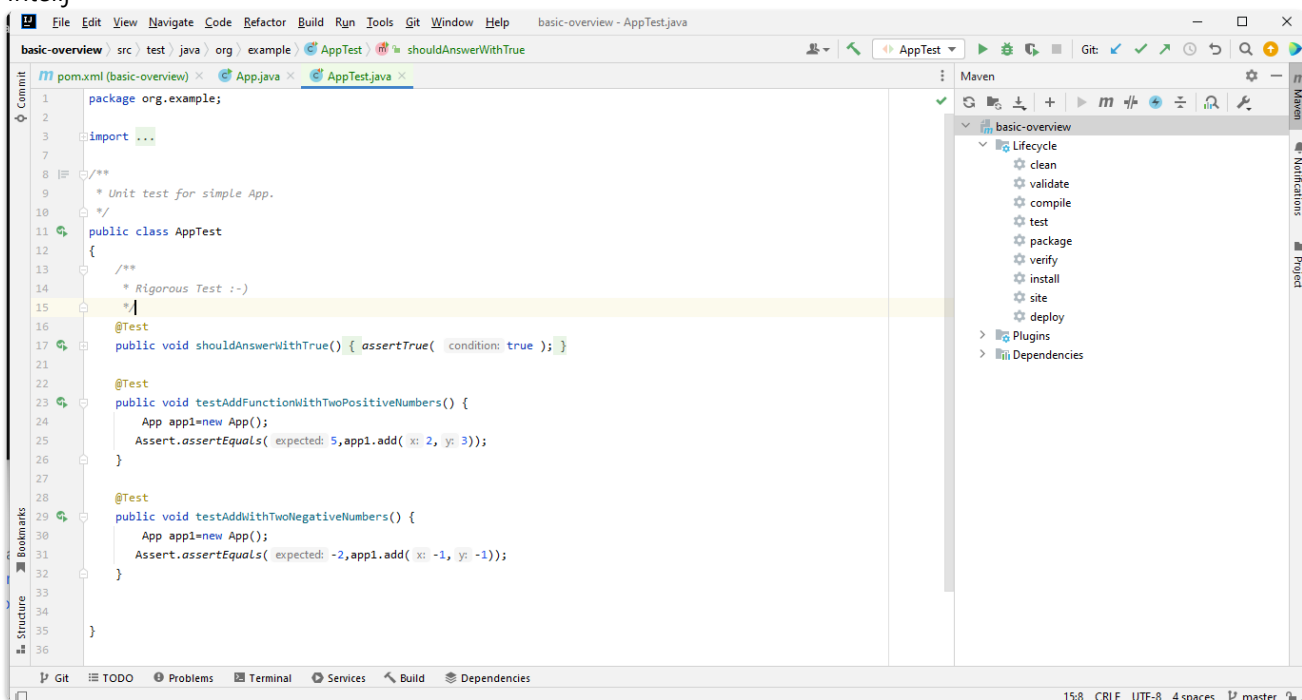 File Edit View Navigate Code Refactor Build Run Tools Git Window Help basic-overview - AppTest.java
basic-overview src test java org example AppTest shouldAnswerWithTrue AppTest Git:
pom.xml (basic-overview) App.java AppTest.java
Maven
Commit
1 package org.example;
2
3 import ...
7
8 /**
9 * Unit test for simple App.
10 */
11 public class AppTest
12 {
13 /**
14 * Rigorous Test :-)
15 */
16 @Test
17 public void shouldAnswerWithTrue() { assertTrue( condition: true ); }
21
22 @Test
23 public void testAddFunctionWithTwoPositiveNumbers() {
24 App app1=new App();
25 Assert.assertEquals( expected: 5,app1.add( x: 2, y: 3));
26 }
27
28 @Test
29 public void testAddWithTwoNegativeNumbers() {
30 App app1=new App();
31 Assert.assertEquals( expected: -2,app1.add( x: -1, y: -1));
32 }
33
34
35 }
36
Bookmarks
Structure
basic-overview
Lifecycle
clean
validate
compile
test
package
verify
install
site
deploy
Plugins
Dependencies
Maven
Notifications
Project
Git TODO Problems Terminal Services Build Dependencies
15:8 CRLF UTF-8 4 spaces master